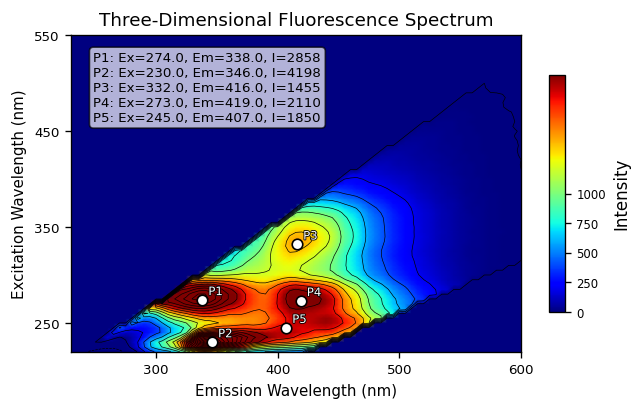 Three-Dimensional Fluorescence Spectrum
550
450
350
250
Excitation Wavelength (nm)
P1: Ex=274.0, Em=338.0, I=2858
P2: Ex=230.0, Em=346.0, I=4198
P3: Ex=332.0, Em=416.0, I=1455
P4: Ex=273.0, Em=419.0, I=2110
P5: Ex=245.0, Em=407.0, I=1850
P3
P1
P4
P5
P2
300
400
500
600
Emission Wavelength (nm)
1000
750
500
250
0
Intensity